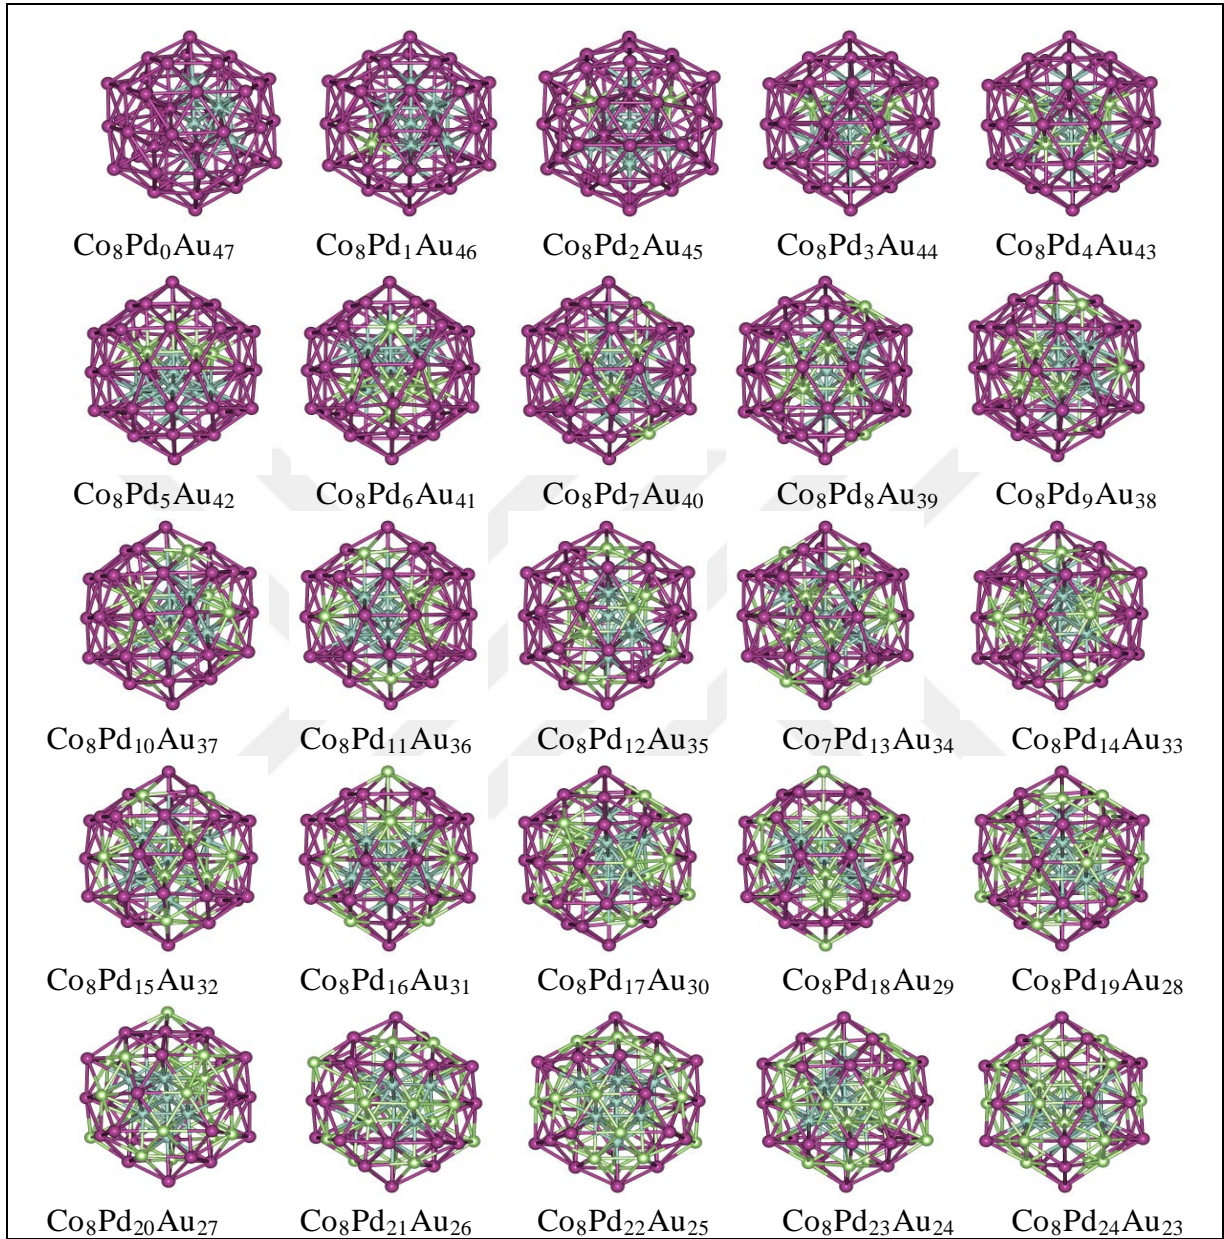 Co₈Pd₀Au₄₇ Co₈Pd₁Au₄₆ Co₈Pd₂Au₄₅ Co₈Pd₃Au₄₄ Co₈Pd₄Au₄₃
Co₈Pd₅Au₄₂ Co₈Pd₆Au₄₁ Co₈Pd₇Au₄₀ Co₈Pd₈Au₃₉ Co₈Pd₉Au₃₈
Co₈Pd₁₀Au₃₇ Co₈Pd₁₁Au₃₆ Co₈Pd₁₂Au₃₅ Co₇Pd₁₃Au₃₄ Co₈Pd₁₄Au₃₃
Co₈Pd₁₅Au₃₂ Co₈Pd₁₆Au₃₁ Co₈Pd₁₇Au₃₀ Co₈Pd₁₈Au₂₉ Co₈Pd₁₉Au₂₈
Co₈Pd₂₀Au₂₇ Co₈Pd₂₁Au₂₆ Co₈Pd₂₂Au₂₅ Co₈Pd₂₃Au₂₄ Co₈Pd₂₄Au₂₃